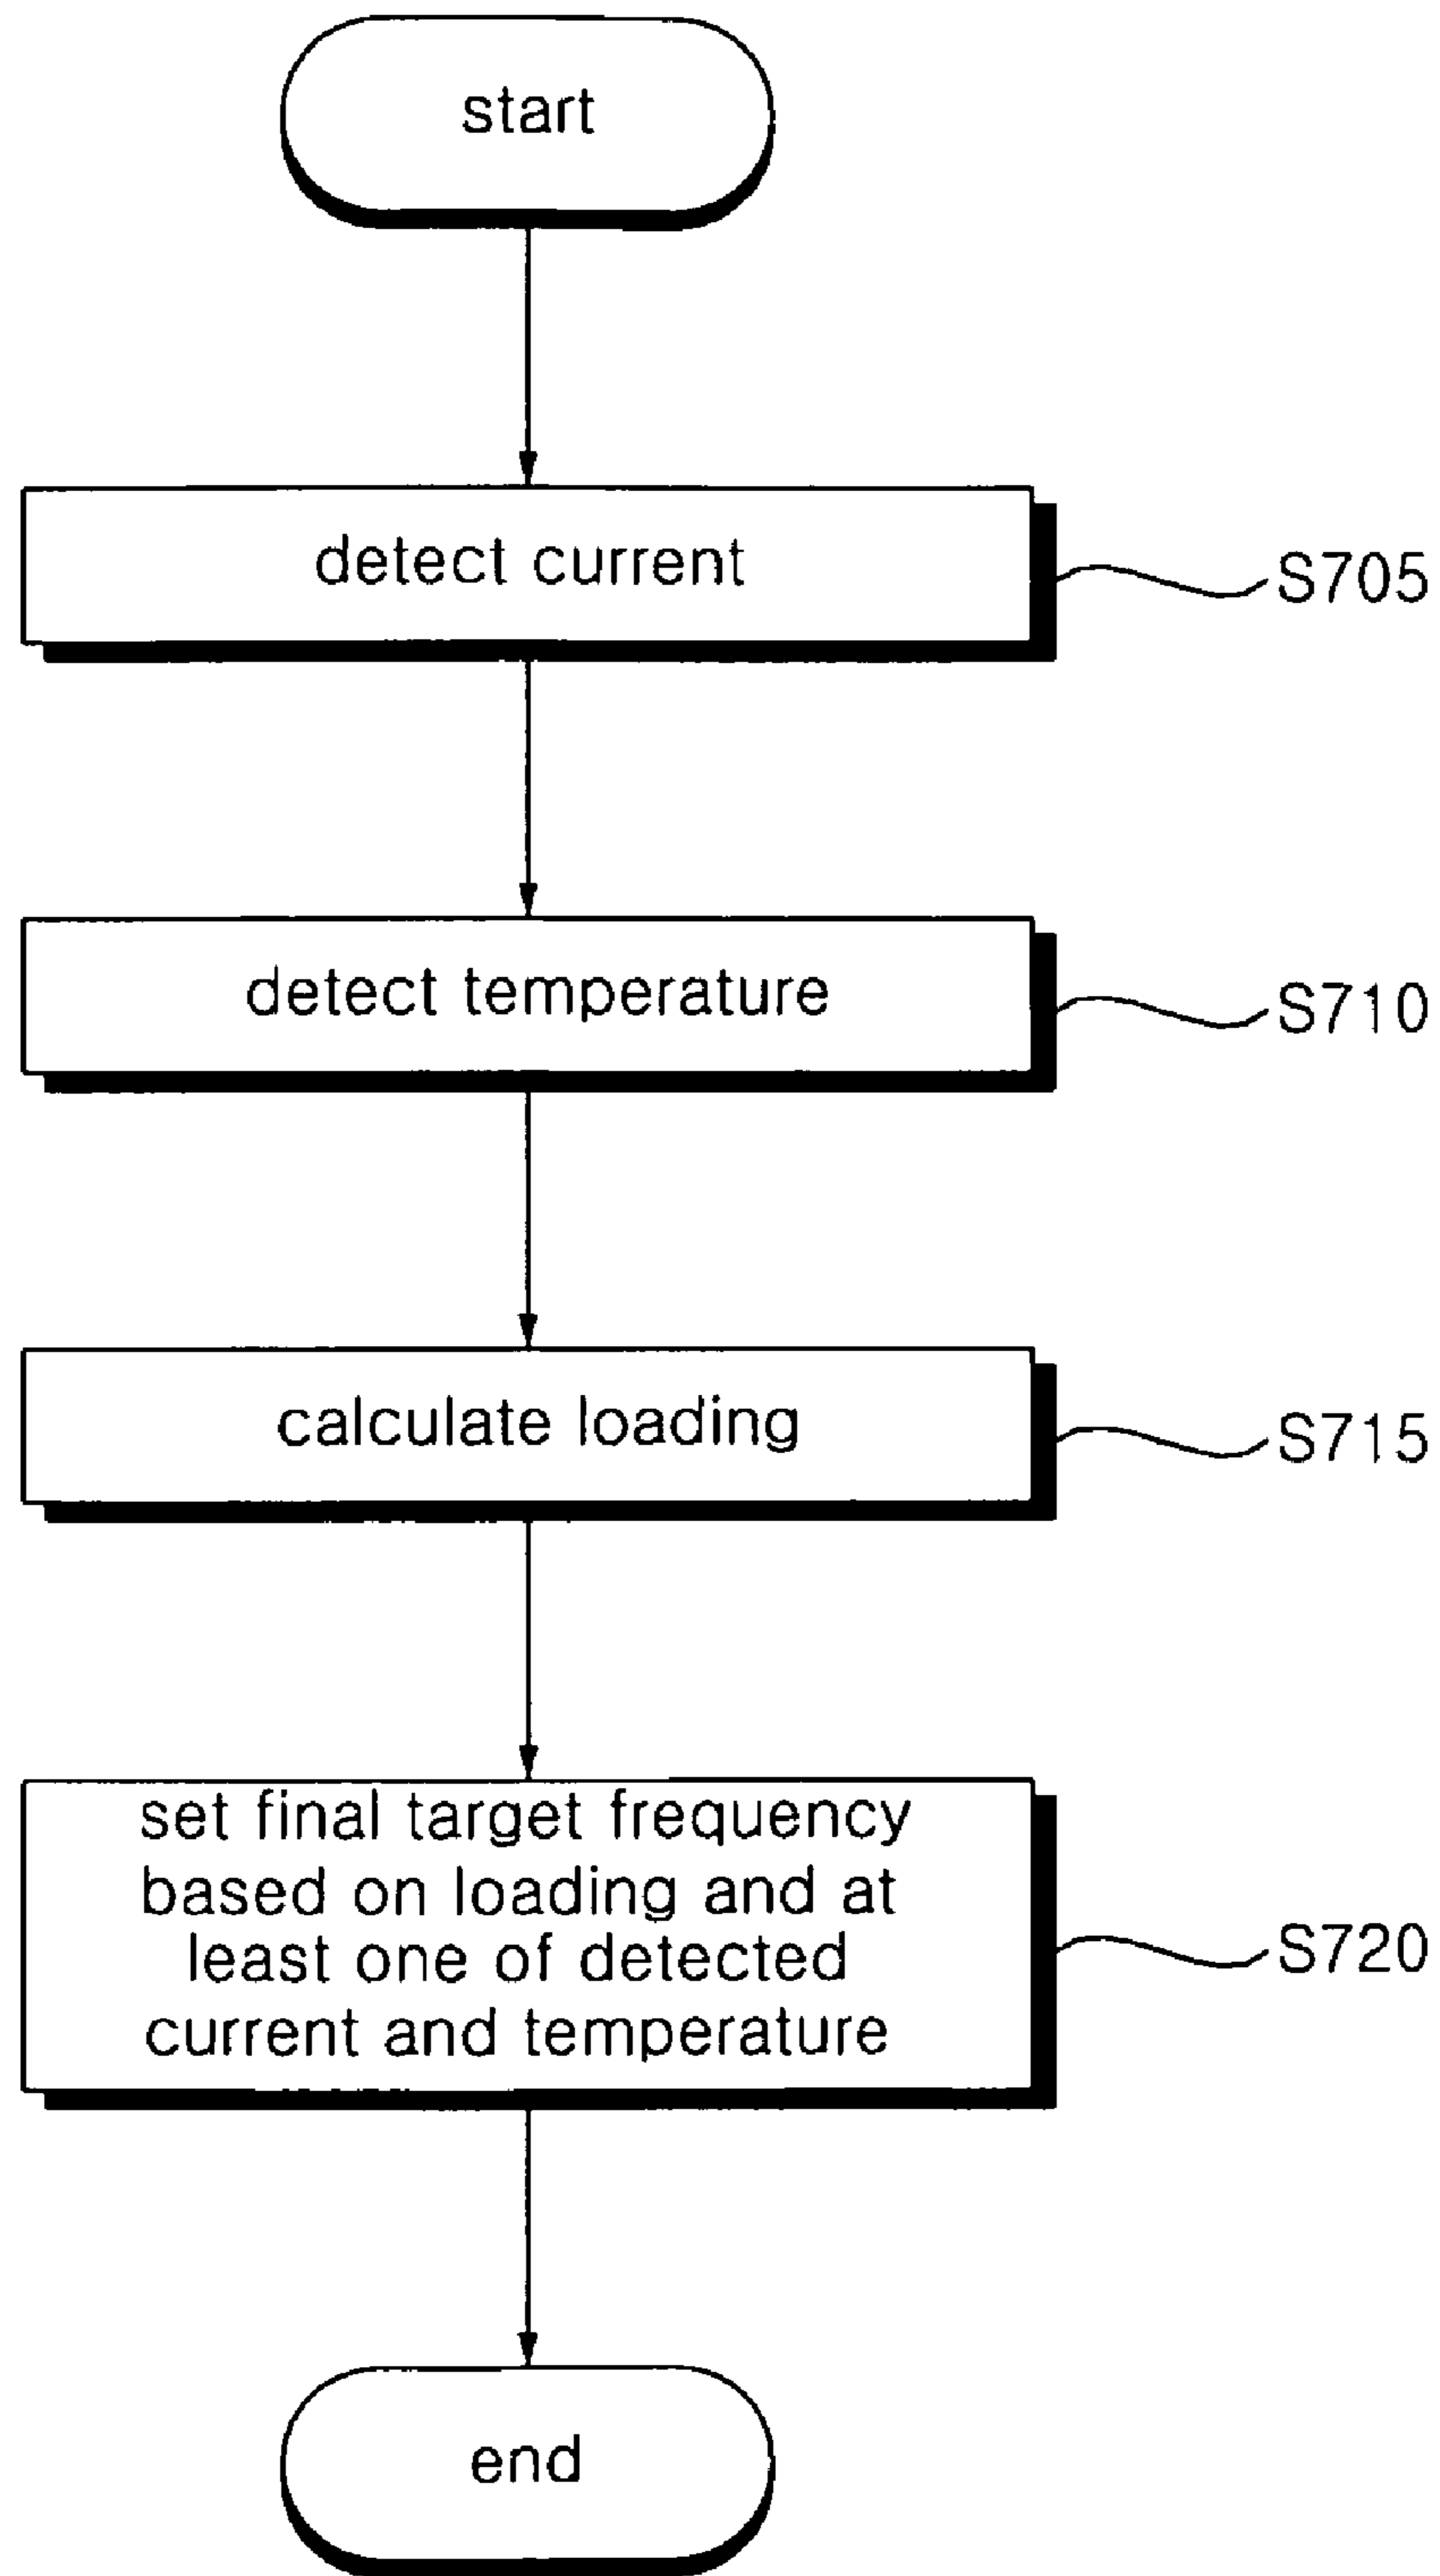 start
detect current
S705
detect temperature
S710
calculate loading
S715
set final target frequency
based on loading and at
least one of detected
current and temperature
S720
end